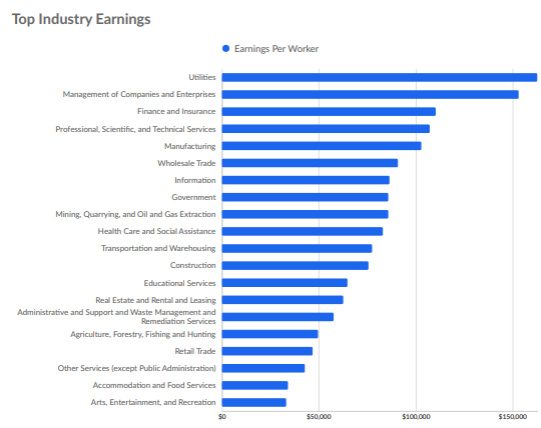 Top Industry Earnings
Earnings Per Worker
Utilities
Management of Companies and Enterprises
Finance and Insurance
Professional, Scientific, and Technical Services
Manufacturing
Wholesale Trade
Information
Government
Mining, Quarrying, and Oil and Gas Extraction
Health Care and Social Assistance
Transportation and Warehousing
Construction
Educational Services
Real Estate and Rental and Leasing
Administrative and Support and Waste Management and
Remediation Services
Agriculture, Forestry, Fishing and Hunting
Retail Trade
Other Services (except Public Administration)
Accommodation and Food Services
Arts, Entertainment, and Recreation
$0 $50,000 $100,000 $150,000